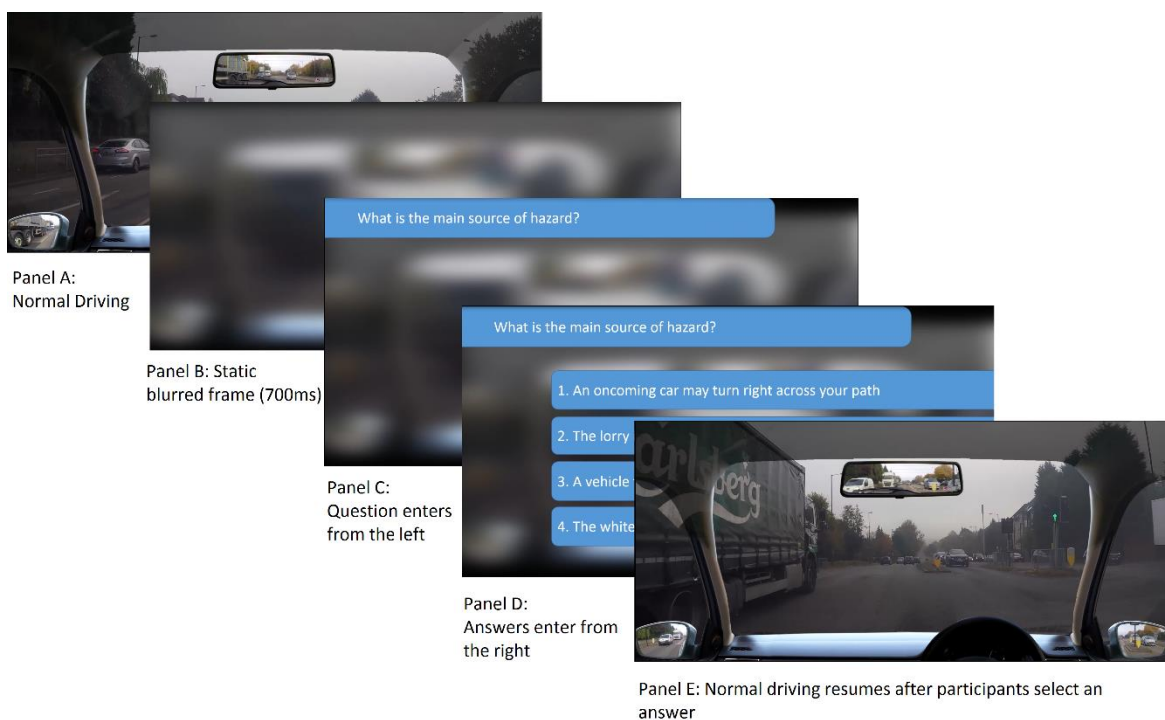 Panel A:
Normal Driving
Panel B: Static
blurred frame (700ms)
What is the main source of hazard?
Panel C:
Question enters
from the left
What is the main source of hazard?
1. An oncoming car may turn right across your path
2. The lorry
3. A vehicle
4. The white
Panel D:
Answers enter from
the right
Carlsberg
Panel E: Normal driving resumes after participants select an
answer